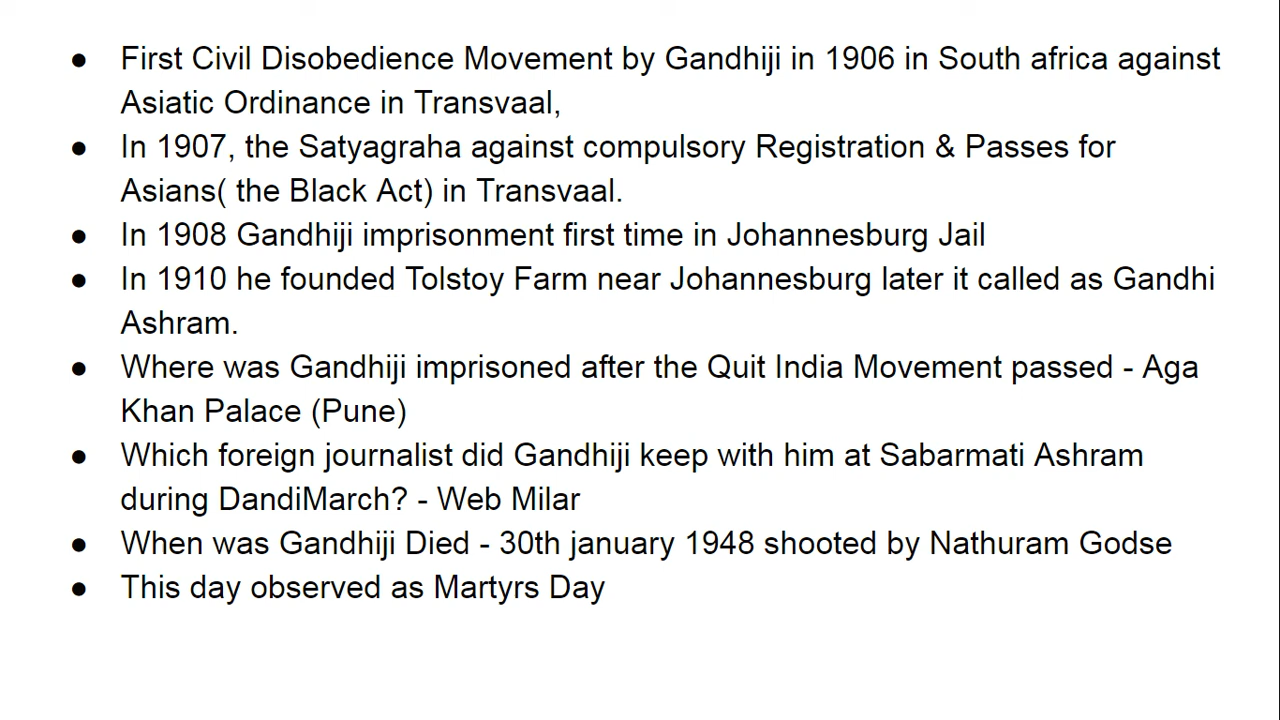 ● First Civil Disobedience Movement by Gandhiji in 1906 in South africa against
Asiatic Ordinance in Transvaal,
● In 1907, the Satyagraha against compulsory Registration & Passes for
Asians( the Black Act) in Transvaal.
● In 1908 Gandhiji imprisonment first time in Johannesburg Jail
● In 1910 he founded Tolstoy Farm near Johannesburg later it called as Gandhi
Ashram.
● Where was Gandhiji imprisoned after the Quit India Movement passed - Aga
Khan Palace (Pune)
● Which foreign journalist did Gandhiji keep with him at Sabarmati Ashram
during DandiMarch? - Web Milar
● When was Gandhiji Died - 30th january 1948 shooted by Nathuram Godse
● This day observed as Martyrs Day